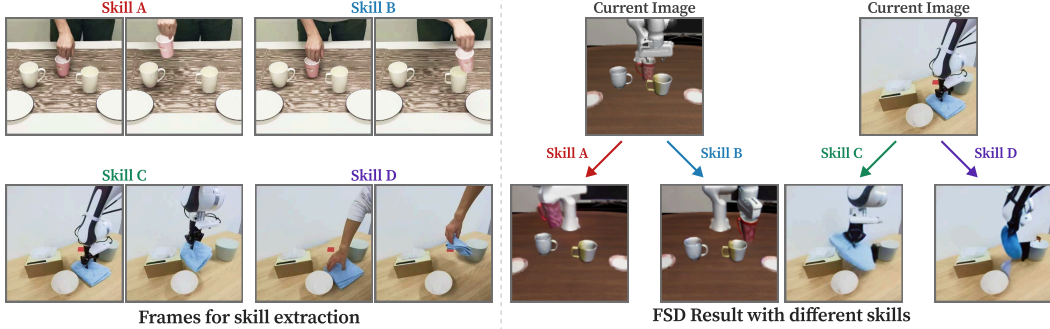 Skill A
Skill B
Skill C
Skill D
Frames for skill extraction
Current Image
Current Image
Skill A
Skill B
Skill C
Skill D
FSD Result with different skills